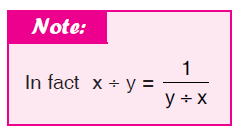 Note:
In fact x ÷ y = 1 / y ÷ x